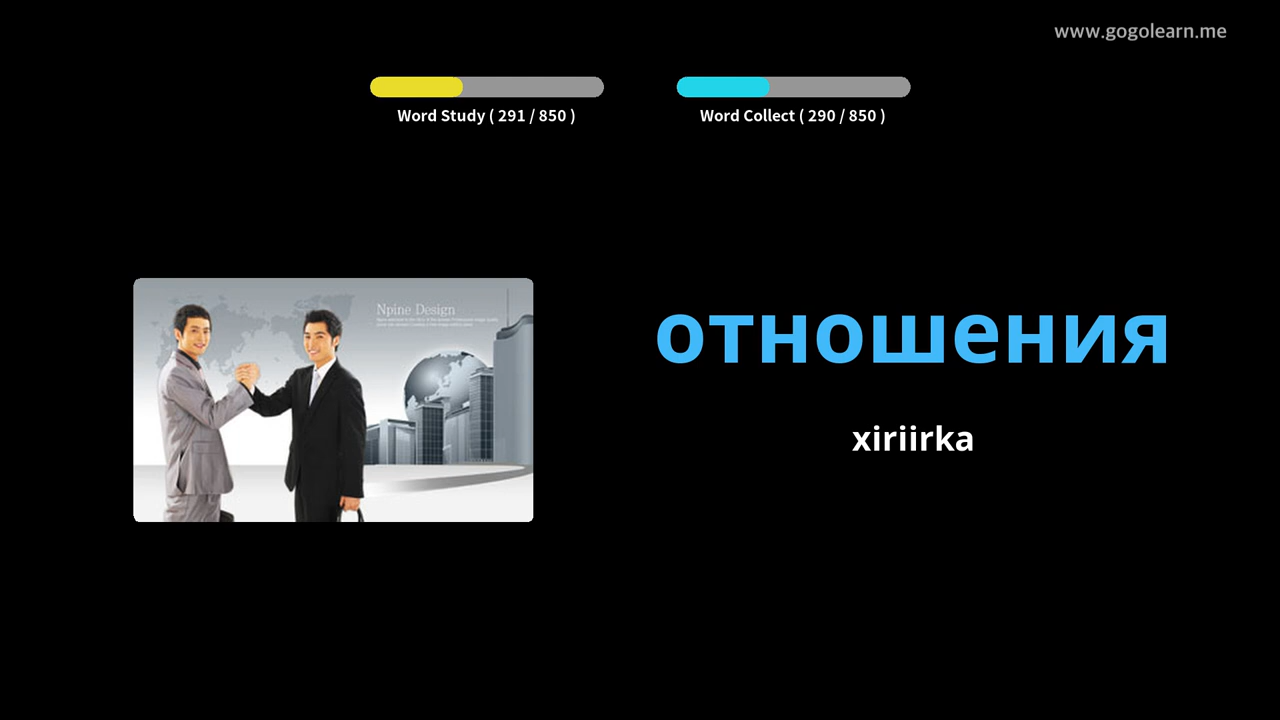 www.gogolearn.me
Word Study ( 291 / 850 )
Word Collect ( 290 / 850 )
Npine Design
отношения
xiriirka